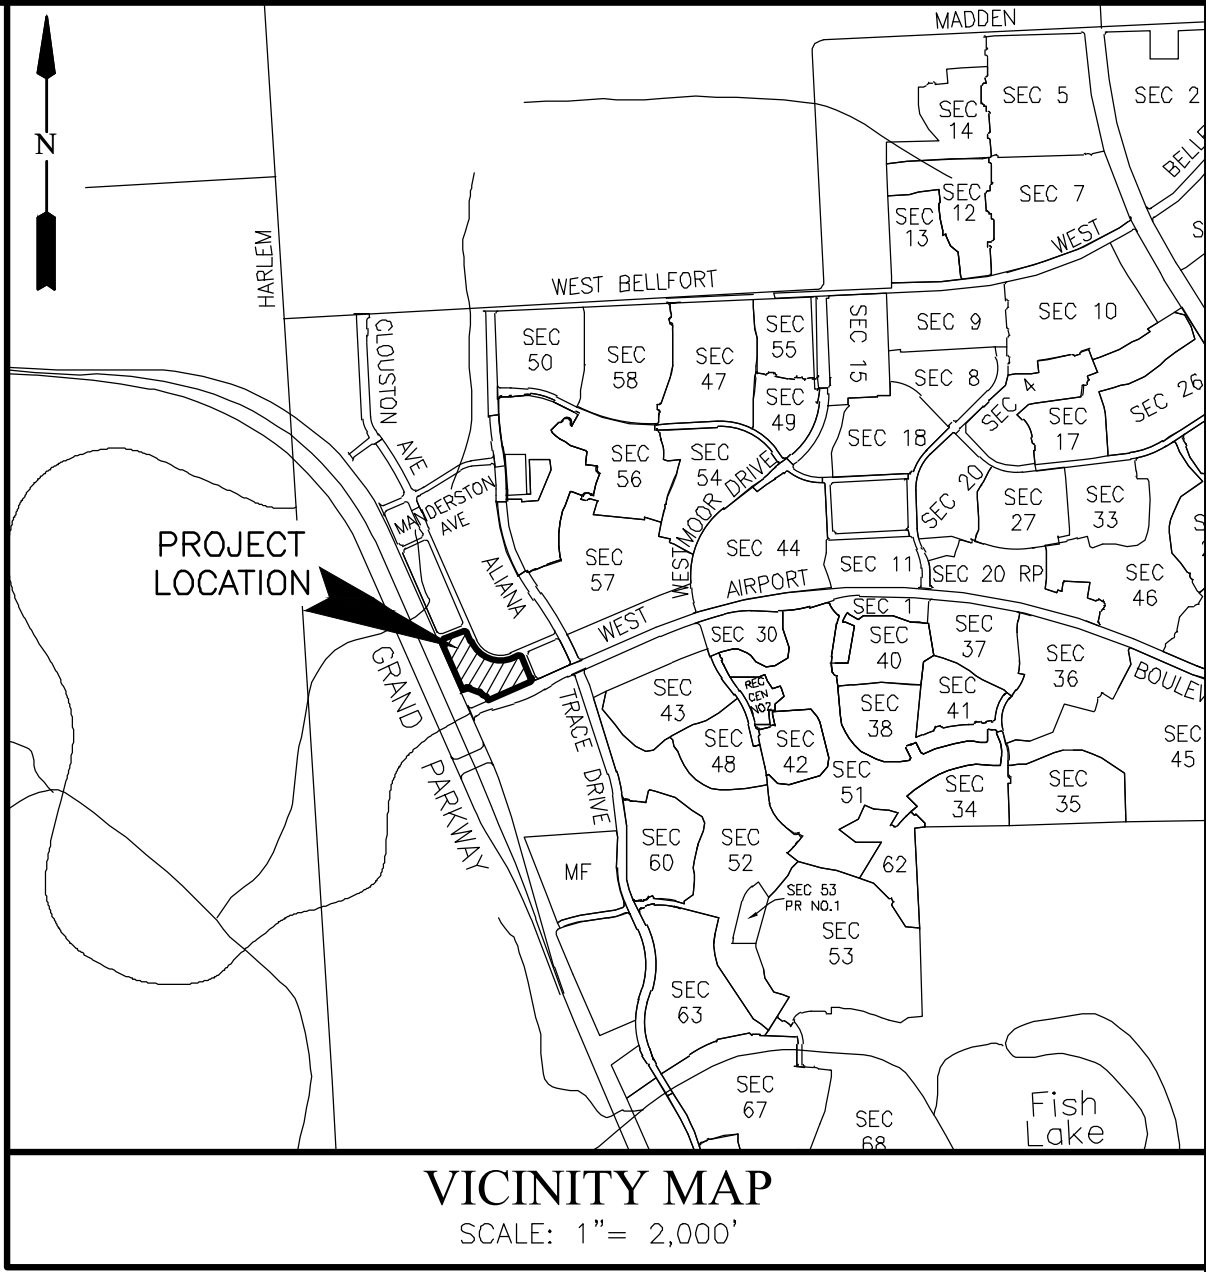 MADDEN
N
SEC
14
SEC 5
SEC 2
SEC
12
SEC
13
SEC 7
WEST
HARLEM
WEST BELLFORT
CLOUSTON
AVE
SEC
50
SEC
58
SEC
47
SEC
55
SEC 15
SEC 9
SEC 10
SEC 8
SEC
49
SEC 4
SEC
17
SEC 26
SEC 18
SEC
56
SEC
54
MANDERSTON
AVE
WESTMOOR DRIVE
SEC 20
SEC
27
SEC
33
PROJECT
LOCATION
ALIANA
SEC
57
SEC 44
SEC 11
SEC 20 RP
SEC
46
WEST
AIRPORT
SEC 1
SEC 30
SEC
40
SEC
37
SEC
36
GRAND
PARKWAY
TRACE DRIVE
SEC
43
REC
CEN
NO2
SEC
38
SEC
41
SEC
48
SEC
42
SEC
51
SEC
45
SEC
34
SEC
35
MF
SEC
60
SEC
52
62
SEC 53
PR NO.1
SEC
53
SEC
63
SEC
67
SEC
68
Fish
Lake
VICINITY MAP
SCALE: 1"= 2,000'